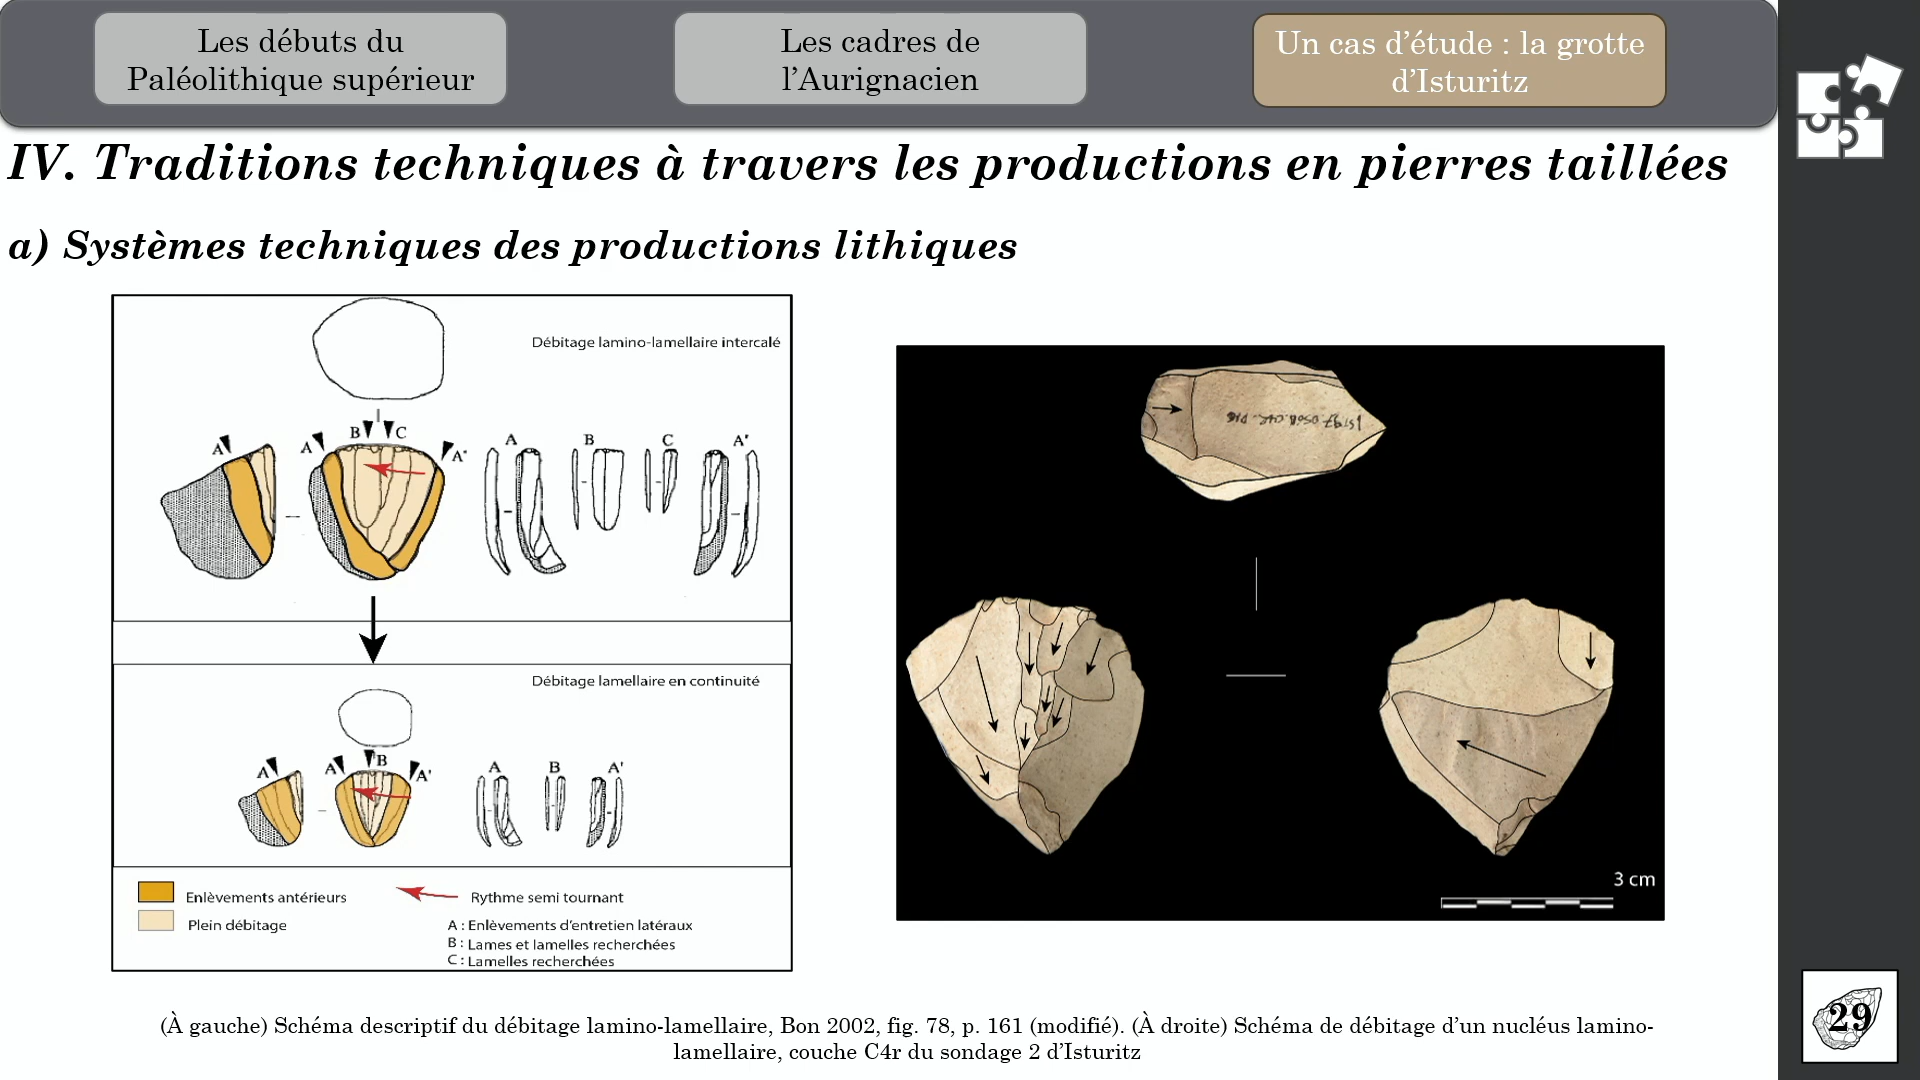 Les débuts du
Paléolithique supérieur
Les cadres de
l’Aurignacien
Un cas d’étude : la grotte
d’Isturitz
IV. Traditions techniques à travers les productions en pierres taillées
a) Systèmes techniques des productions lithiques
Débitage lamino-lamellaire intercalé
A
A
B
C
A'
A
B
C
A'
Débitage lamellaire en continuité
A
A
B
A'
A
B
A'
Enlèvements antérieurs
Rythme semi tournant
Plein débitage
A : Enlèvements d’entretien latéraux
B : Lames et lamelles recherchées
C : Lamelles recherchées
3 cm
(À gauche) Schéma descriptif du débitage lamino-lamellaire, Bon 2002, fig. 78, p. 161 (modifié). (À droite) Schéma de débitage d’un nucléus lamino-
lamellaire, couche C4r du sondage 2 d’Isturitz
29